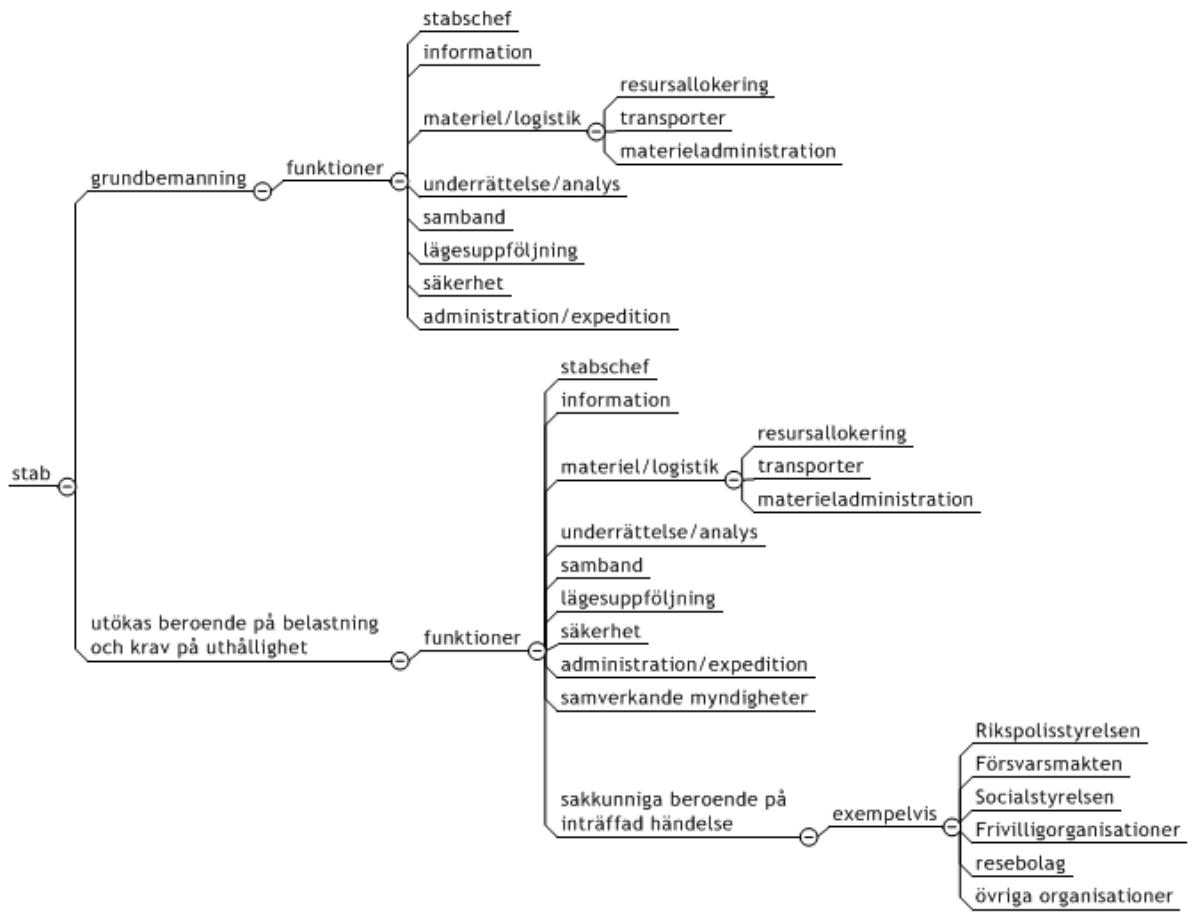 stabschef
information
resursallokering
materiel/logistik
transporter
materieladministration
grundbemanning
funktioner
underrättelse/analys
samband
lägesuppföljning
säkerhet
administration/expedition
stab
stabschef
information
resursallokering
materiel/logistik
transporter
materieladministration
underrättelse/analys
samband
lägesuppföljning
utökas beroende på belastning
och krav på uthållighet
funktioner
säkerhet
administration/expedition
samverkande myndigheter
sakkunniga beroende på
inträffad händelse
exempelvis
Rikspolisstyrelsen
Försvarsmakten
Socialstyrelsen
Frivilligorganisationer
resebolag
övriga organisationer